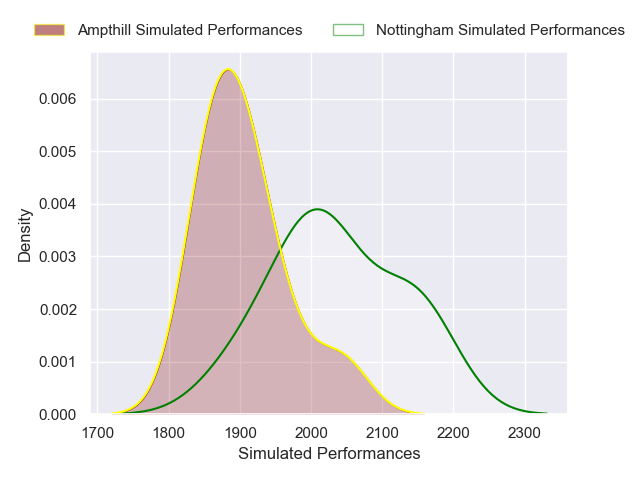 Ampthill Simulated Performances   Nottingham Simulated Performances
0.006
0.005
0.004
0.003
0.002
0.001
0.000
Density
1700 1800 1900 2000 2100 2200 2300
Simulated Performances